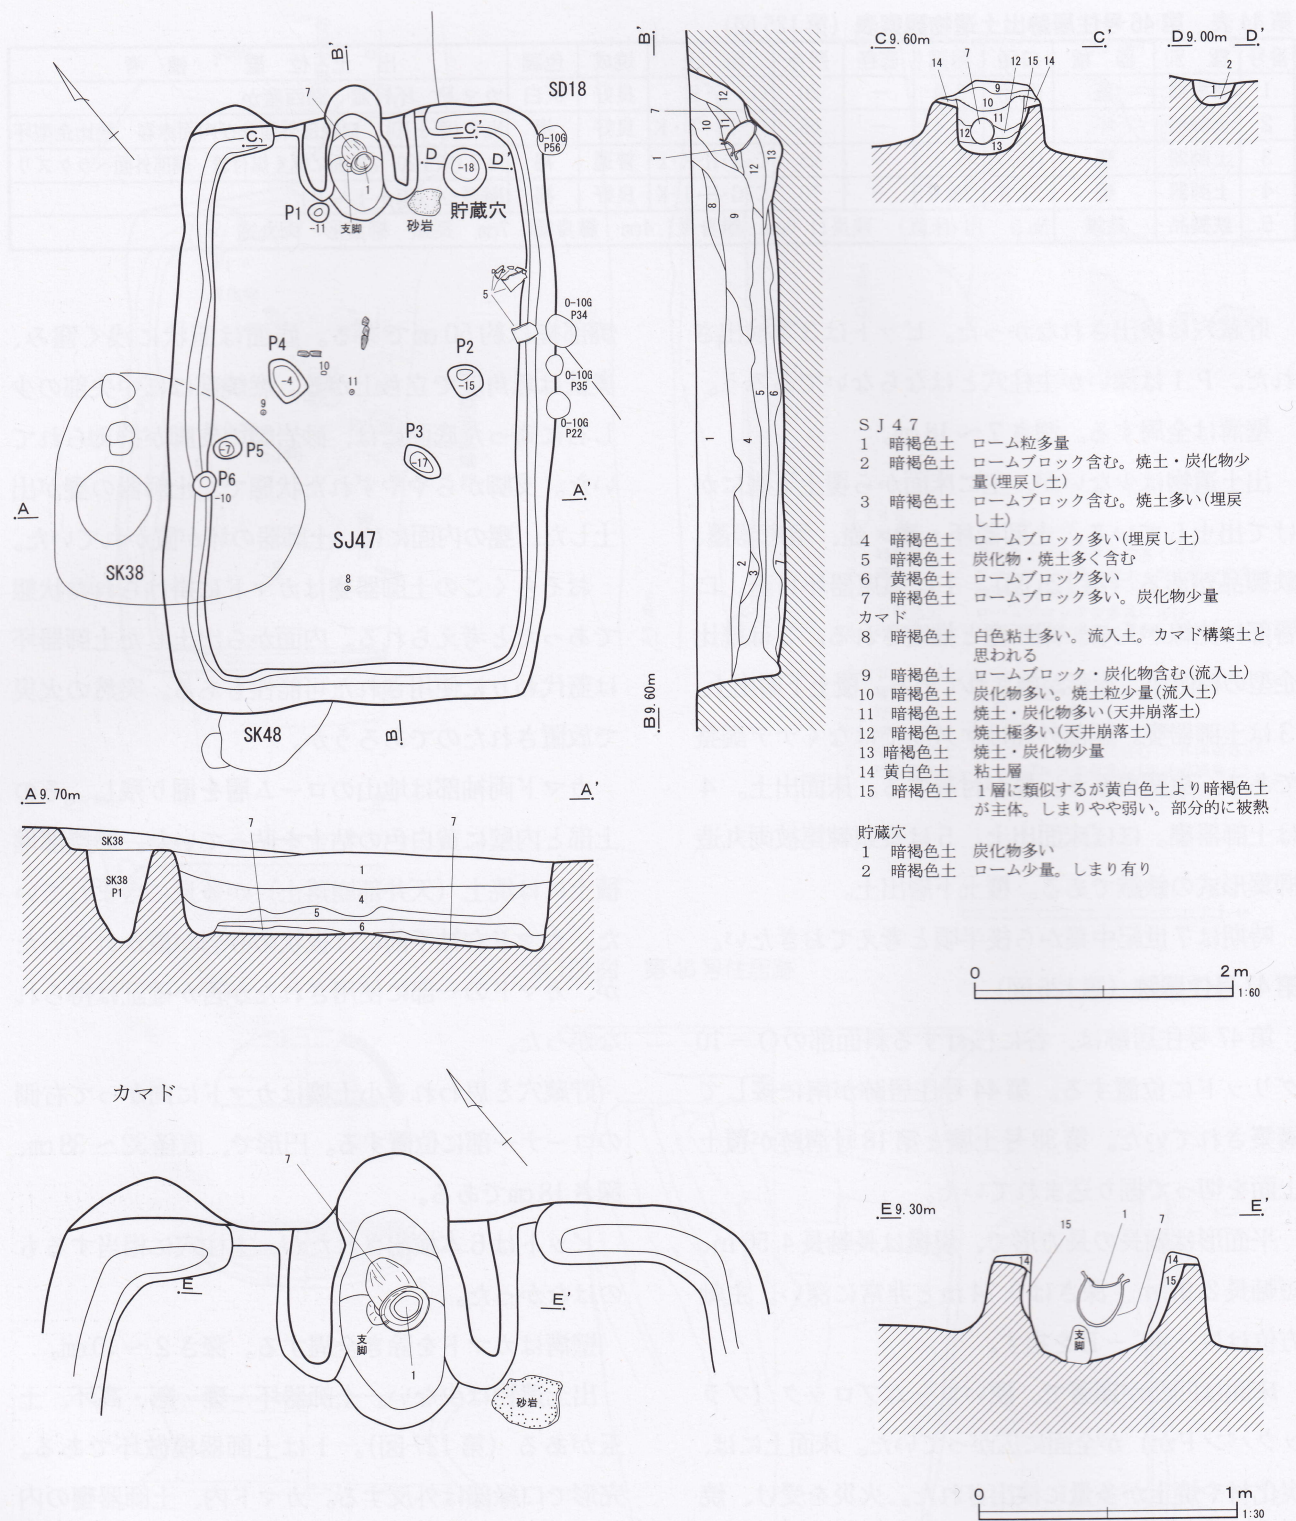 B'
7
SD18
C
C'
D
-18
D'
0-10G
P56
1
P1
-11
支脚
砂岩
貯蔵穴
5
0-10G
P34
P4
-4
10
11
9
P2
-15
0-10G
P35
0-10G
P22
P3
-17
-7
P5
P6
-10
A
A'
SJ47
SK38
8
SK48
B
B'
12
7
10
11
1
12
13
8
9
1
4
5
6
2
3
7
B 9.60m
C 9.60m
C'
7
14
12
15
14
9
10
11
12
13
D 9.00m
D'
2
1
SJ47
1 暗褐色土 ローム粒多量
2 暗褐色土 ロームブロック含む。焼土・炭化物少
量(埋戻し土)
3 暗褐色土 ロームブロック含む。焼土多い(埋戻
し土)
4 暗褐色土 ロームブロック多い(埋戻し土)
5 暗褐色土 炭化物・焼土多く含む
6 黄褐色土 ロームブロック多い
7 暗褐色土 ロームブロック多い。炭化物少量
カマド
8 暗褐色土 白色粘土多い。流入土。カマド構築土と
思われる
9 暗褐色土 ロームブロック・炭化物含む(流入土)
10 暗褐色土 炭化物多い。焼土粒少量(流入土)
11 暗褐色土 焼土・炭化物多い(天井崩落土)
12 暗褐色土 焼土極多い(天井崩落土)
13 暗褐色土 焼土・炭化物少量
14 黄白色土 粘土層
15 暗褐色土 1層に類似するが黄白色土より暗褐色土
が主体。しまりやや弱い。部分的に被熱
貯蔵穴
1 暗褐色土 炭化物多い
2 暗褐色土 ローム少量。しまり有り
A 9.70m
A'
SK38
SK38
P1
7
7
1
4
5
6
0
2m
1:60
カマド
7
E
E'
支脚
1
砂岩
E 9.30m
E'
15
1
7
14
14
15
支脚
0
1m
1:30